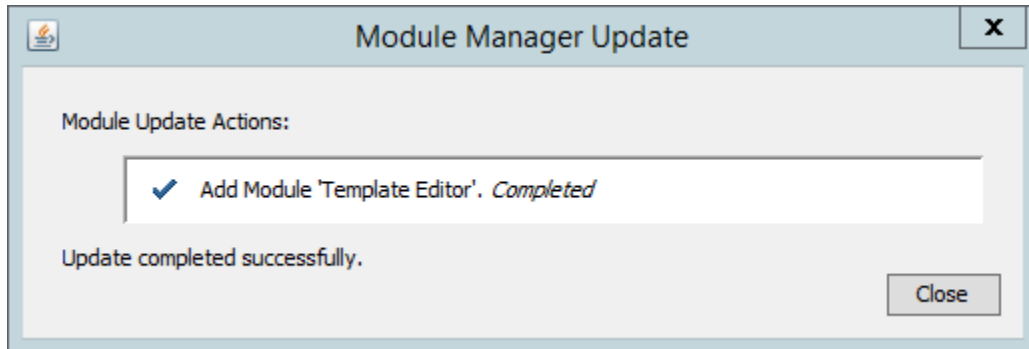 Module Manager Update
x
Module Update Actions:
Add Module 'Template Editor'. Completed
Update completed successfully.
Close